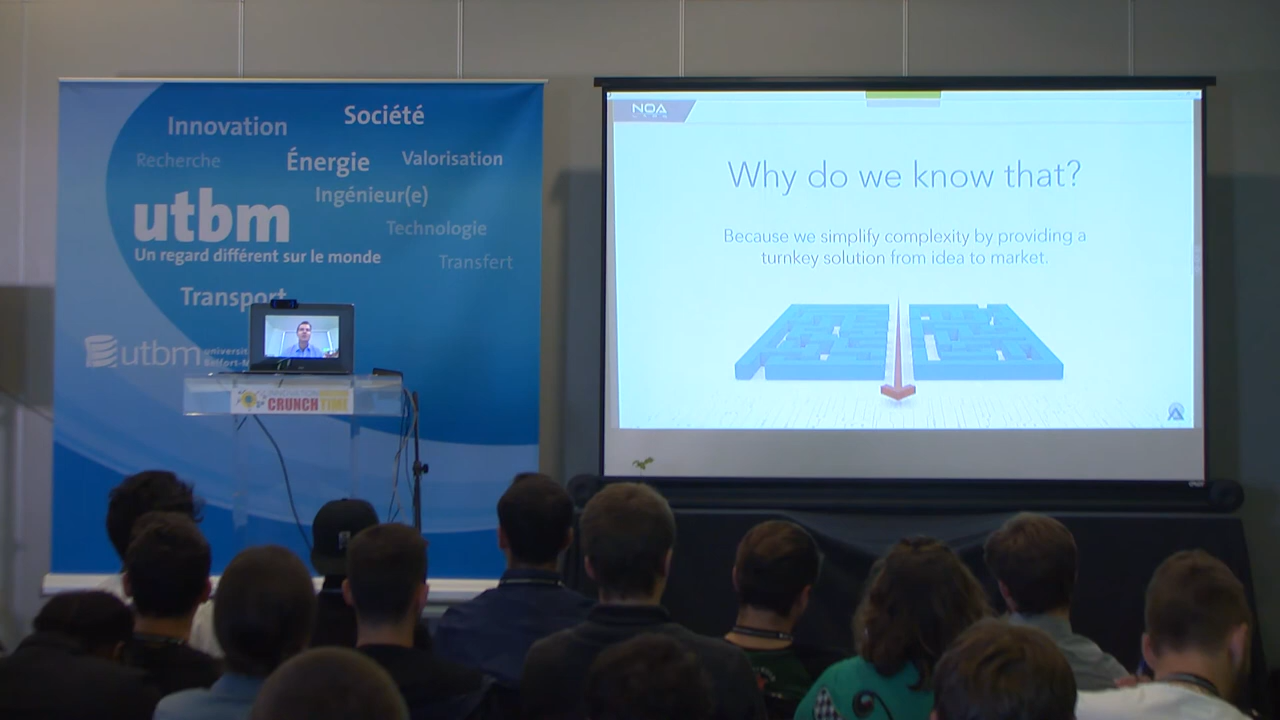 Innovation
Société
Recherche
Énergie
Valorisation
Ingénieur(e)
utbm
Technologie
Un regard différent sur le monde
Transfert
Transport
utbm
CRUNCH TIME
NOA
Why do we know that?
Because we simplify complexity by providing a
turnkey solution from idea to market.